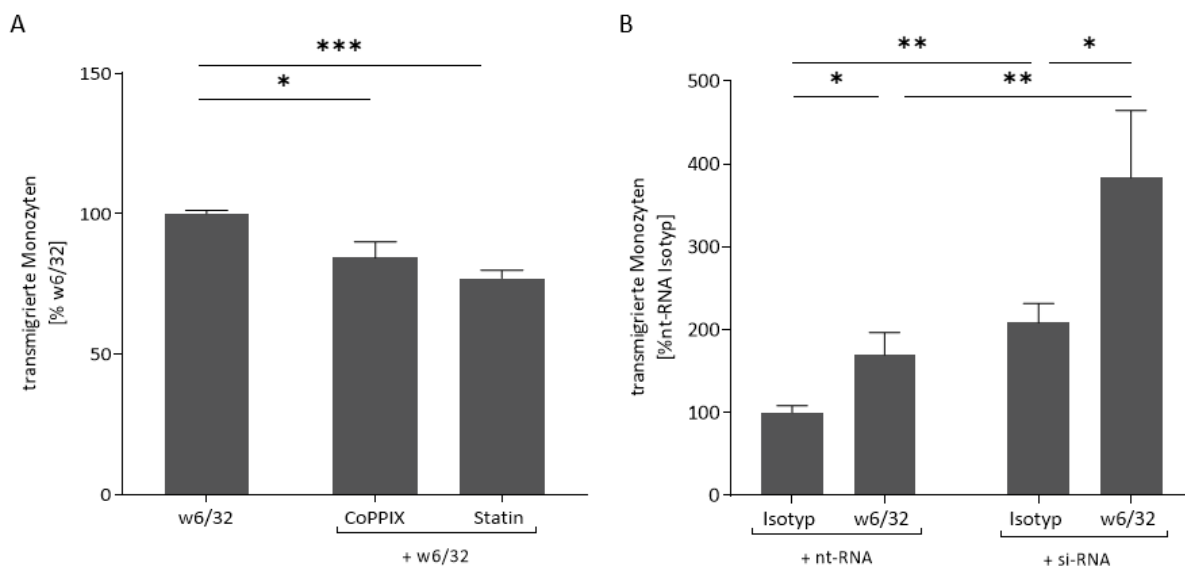 A
***
*
150
100
50
0
transmigrierte Monozyten
[% w6/32]
w6/32
CoPPIX
Statin
+ w6/32
B
**
*
*
**
500
400
300
200
100
0
transmigrierte Monozyten
[%nt-RNA Isotyp]
Isotyp
w6/32
Isotyp
w6/32
+ nt-RNA
+ si-RNA